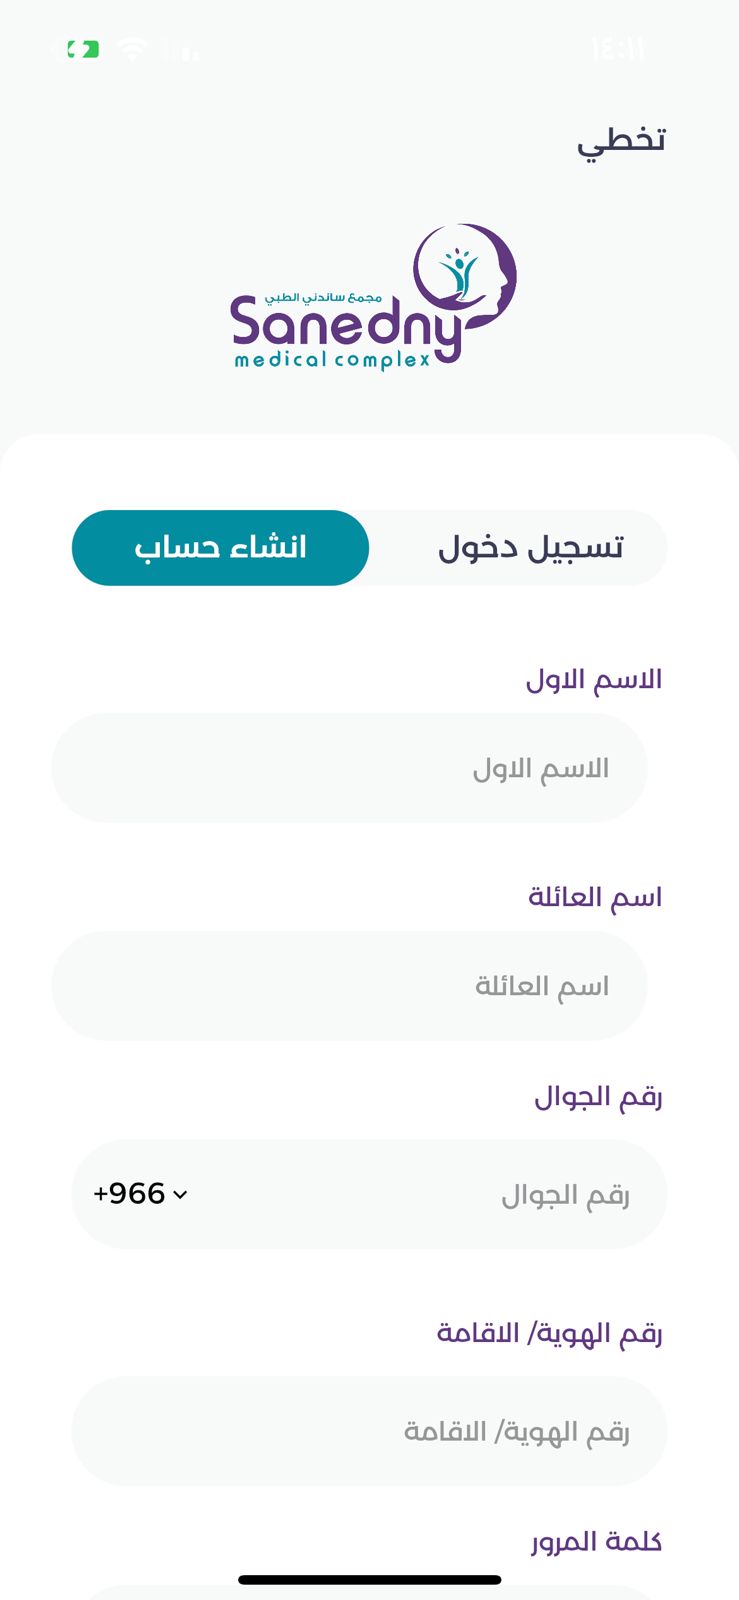 ١٤:١١
تخطي
مجمع ساندني الطبي
Sanedny
medical complex
تسجيل دخول
انشاء حساب
الاسم الاول
الاسم الاول
اسم العائلة
اسم العائلة
رقم الجوال
رقم الجوال
+966
رقم الهوية/ الاقامة
رقم الهوية/ الاقامة
كلمة المرور